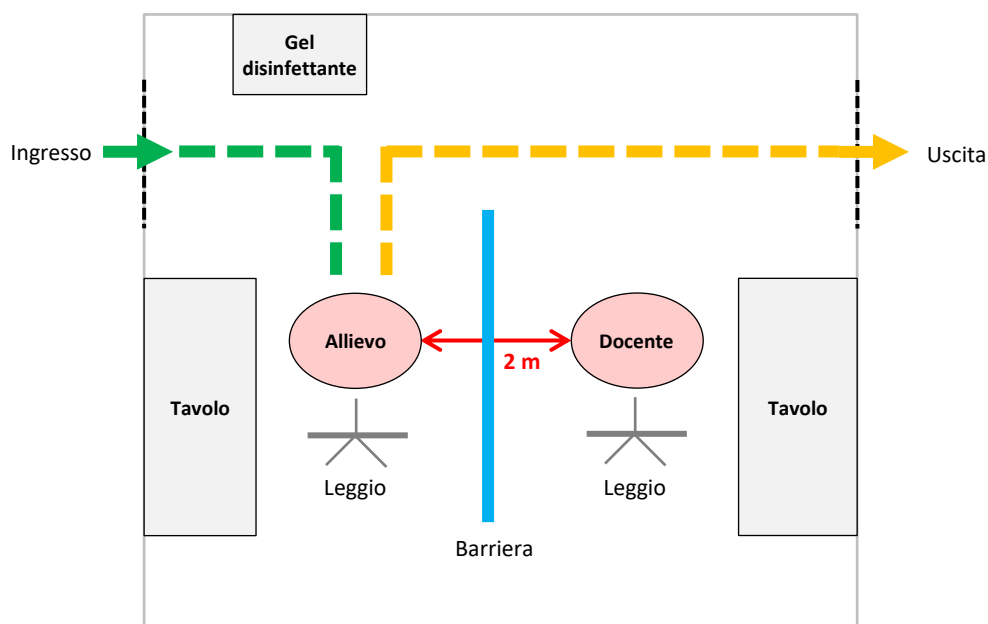 Gel
disinfettante
Ingresso
Uscita
Allievo
Docente
2 m
Tavolo
Tavolo
Leggio
Leggio
Barriera